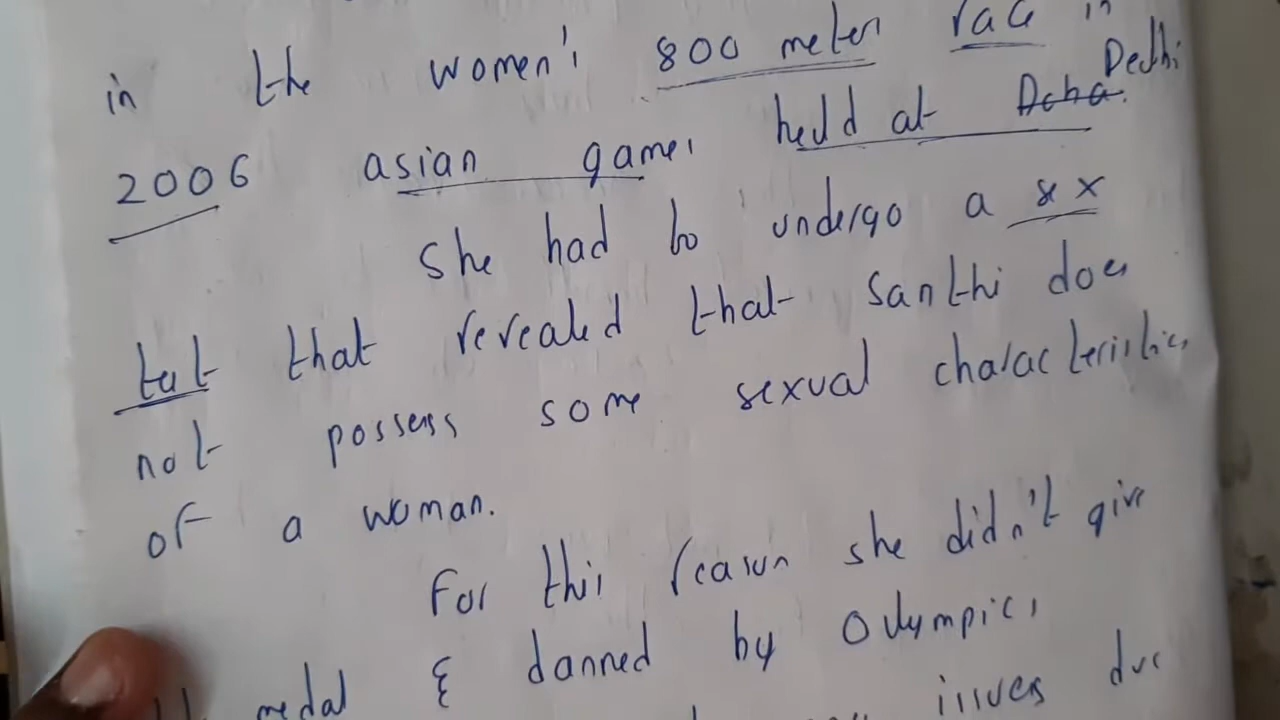 in the women's 800 meter race in
2006 asian games held at Doha. Delhi
She had to undergo a sex
test that revealed that Santhi does
not possess some sexual characteristics
of a woman.
For this reason she didn't give
medal & danned by Olympics
issues due